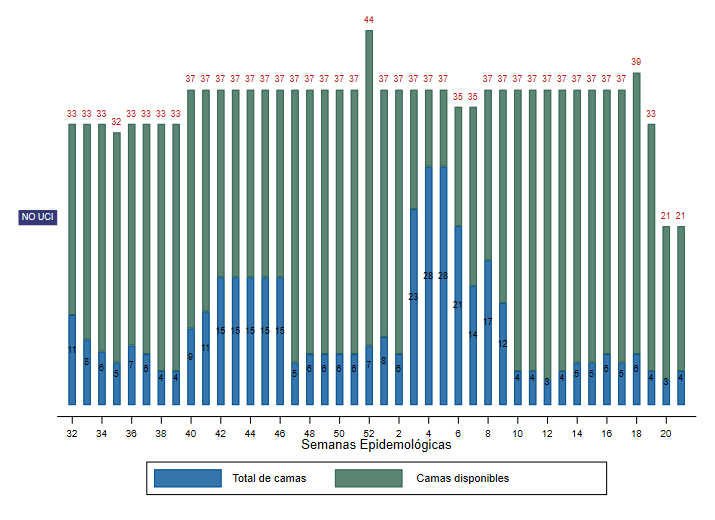 44
39
37 37 37 37 37 37 37 37 37 37 37 37 37 37 37 37 37 37 37 37 37 37 37 37 37 37 37
35 35
33 33 33 32 33 33 33 33 33
21 21
NO UCI
11 8 6 5 7 6 4 4 9 11 15 15 15 15 15 5 6 6 6 6 7 8 6 23 28 28 21 14 17 12 4 4 3 4 5 5 6 5 6 4 3 4
32 34 36 38 40 42 44 46 48 50 52 2 4 6 8 10 12 14 16 18 20
Semanas Epidemológicas
Total de camas Camas disponibles